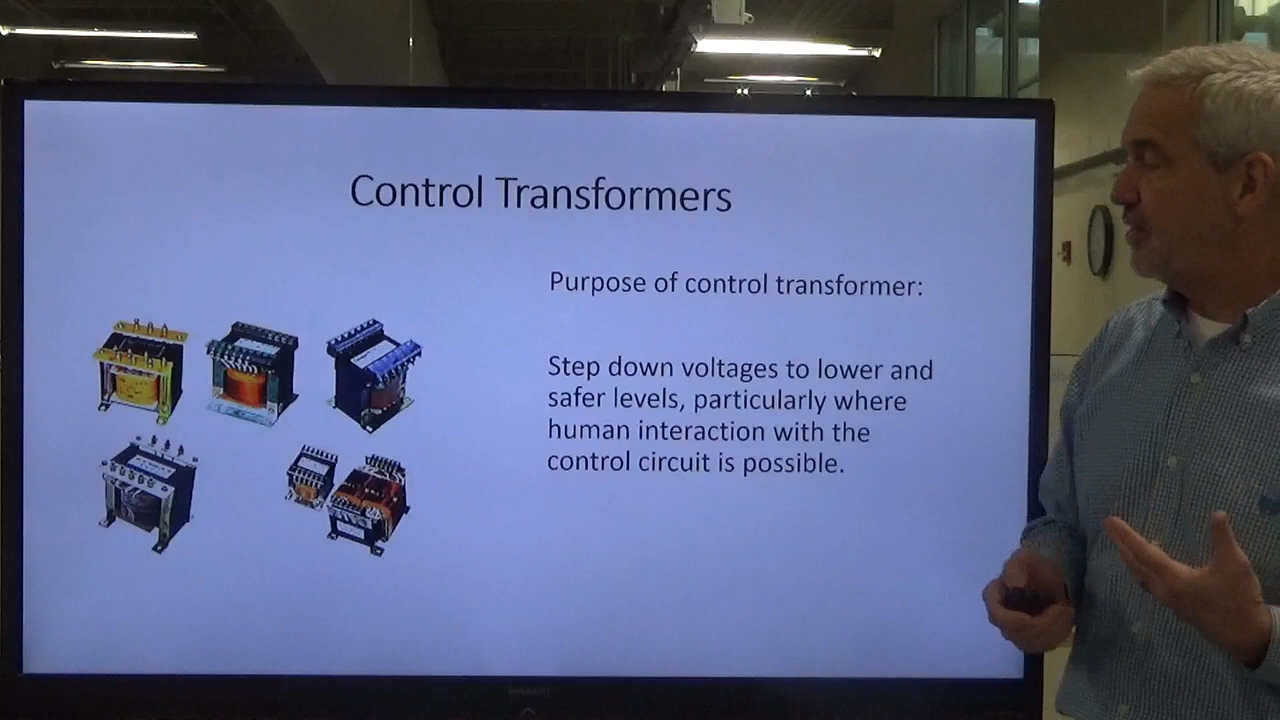 Control Transformers
Purpose of control transformer:
Step down voltages to lower and
safer levels, particularly where
human interaction with the
control circuit is possible.